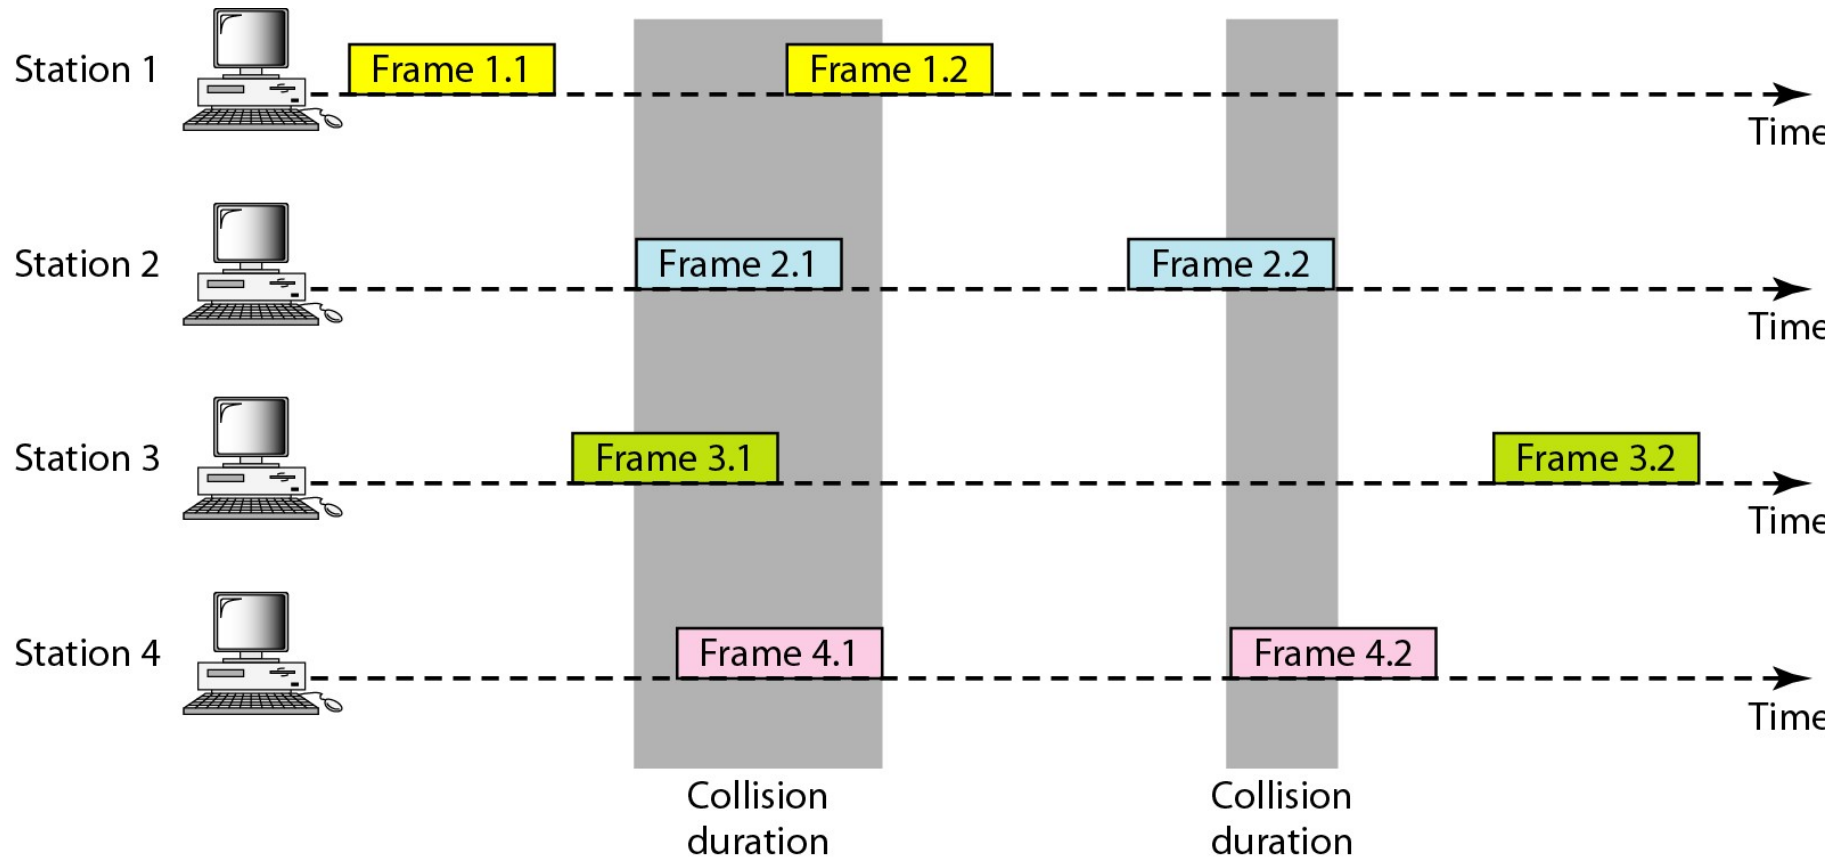 Station 1
Frame 1.1
Frame 1.2
Time
Station 2
Frame 2.1
Frame 2.2
Time
Station 3
Frame 3.1
Frame 3.2
Time
Station 4
Frame 4.1
Frame 4.2
Time
Collision
duration
Collision
duration